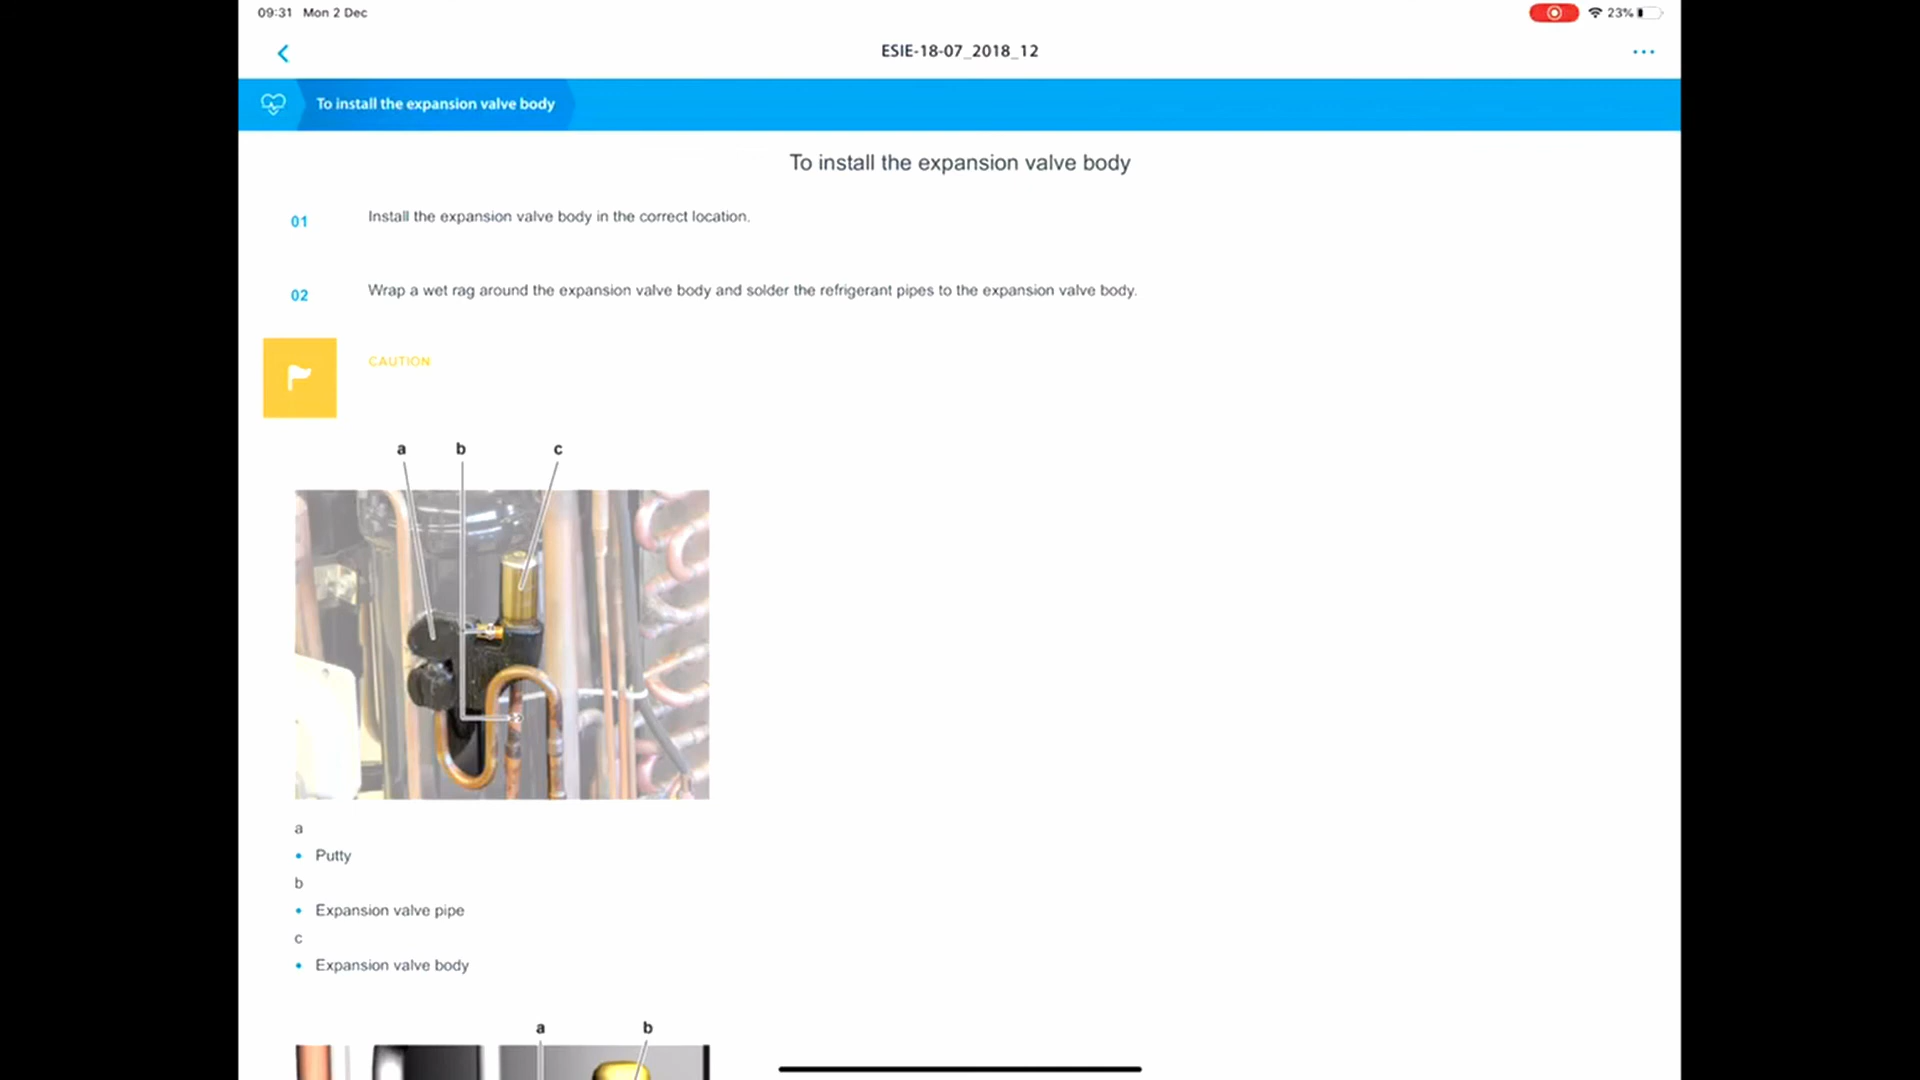 09:31 Mon 2 Dec
23%
ESIE-18-07_2018_12
To install the expansion valve body
To install the expansion valve body
01 Install the expansion valve body in the correct location.
02 Wrap a wet rag around the expansion valve body and solder the refrigerant pipes to the expansion valve body.
CAUTION
a b c
a
• Putty
b
• Expansion valve pipe
c
• Expansion valve body
a b